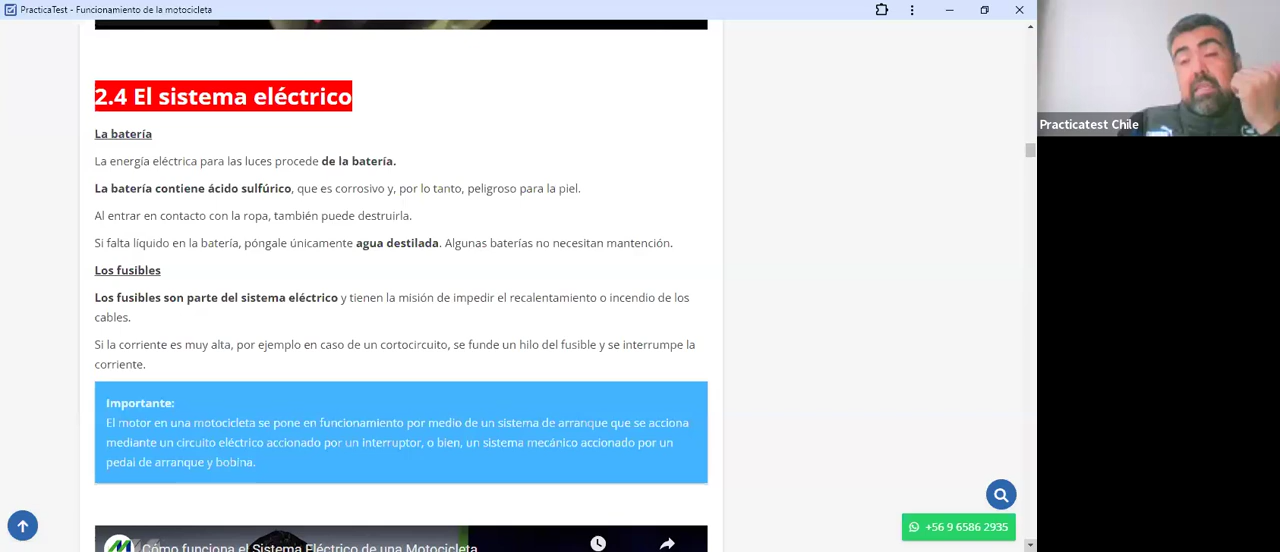 PracticaTest - Funcionamiento de la motocicleta
Practicatest Chile
2.4 El sistema eléctrico
La batería
La energía eléctrica para las luces procede de la batería.
La batería contiene ácido sulfúrico, que es corrosivo y, por lo tanto, peligroso para la piel.
Al entrar en contacto con la ropa, también puede destruirla.
Si falta líquido en la batería, póngale únicamente agua destilada. Algunas baterías no necesitan mantención.
Los fusibles
Los fusibles son parte del sistema eléctrico y tienen la misión de impedir el recalentamiento o incendio de los
cables.
Si la corriente es muy alta, por ejemplo en caso de un cortocircuito, se funde un hilo del fusible y se interrumpe la
corriente.
Importante:
El motor en una motocicleta se pone en funcionamiento por medio de un sistema de arranque que se acciona
mediante un circuito eléctrico accionado por un interruptor, o bien, un sistema mecánico accionado por un
pedal de arranque y bobina.
+56 9 6586 2935
Cómo funciona el Sistema Eléctrico de una Motocicleta